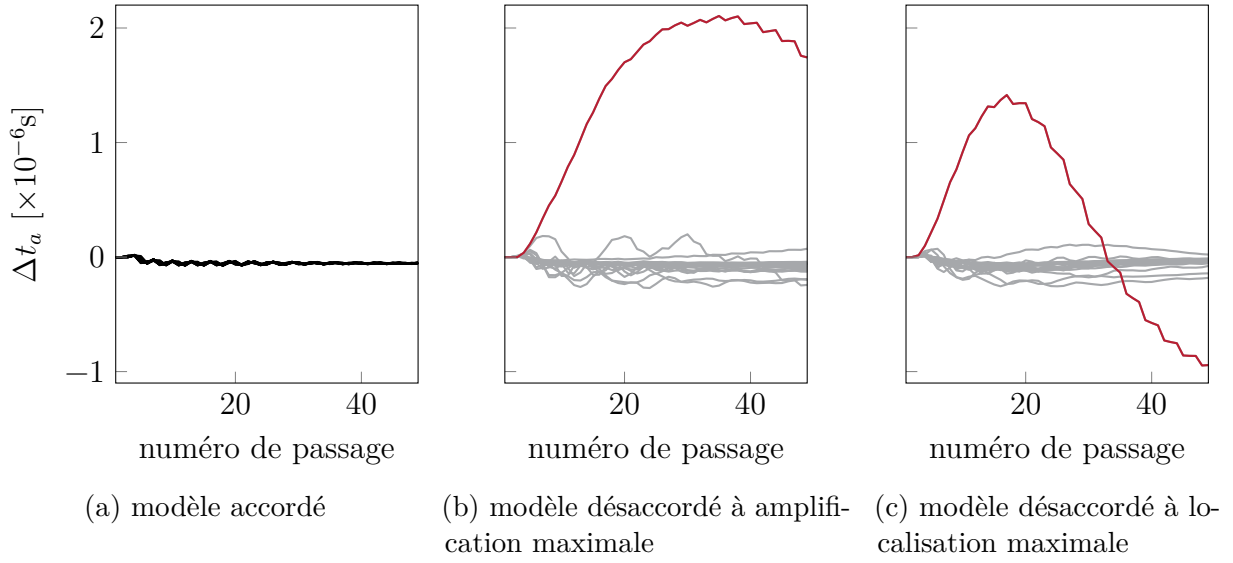 Δt_a [×10⁻⁶s]
2
1
0
−1
20 40
20 40
20 40
numéro de passage
numéro de passage
numéro de passage
(a) modèle accordé
(b) modèle désaccordé à amplifi-
cation maximale
(c) modèle désaccordé à lo-
calisation maximale